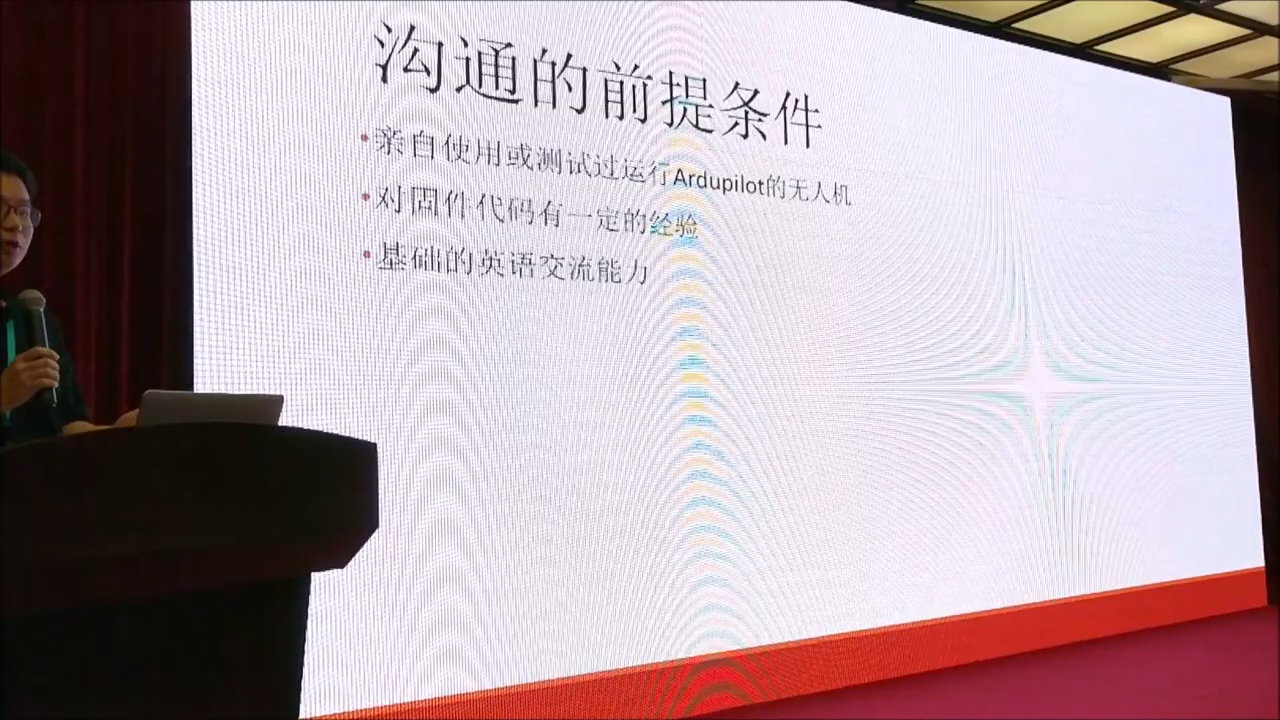 沟通的前提条件
•亲自使用或测试过运行Ardupilot的无人机
•对固件代码有一定的经验
•基础的英语交流能力